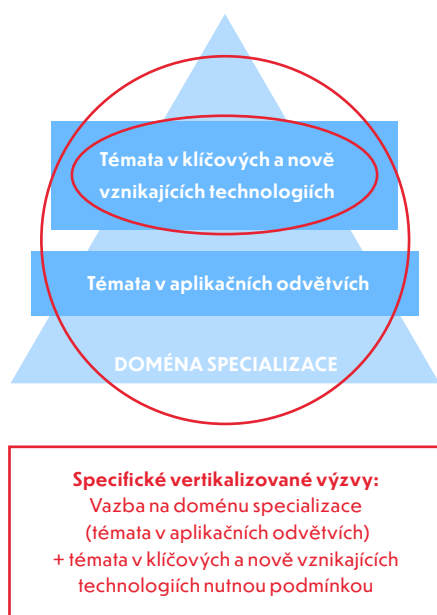 Témata v klíčových a nově
vznikajících technologiích
Témata v aplikačních odvětvích
DOMÉNA SPECIALIZACE
Specifické vertikalizované výzvy:
Vazba na doménu specializace
(témata v aplikačních odvětvích)
+ témata v klíčových a nově vznikajících
technologiích nutnou podmínkou